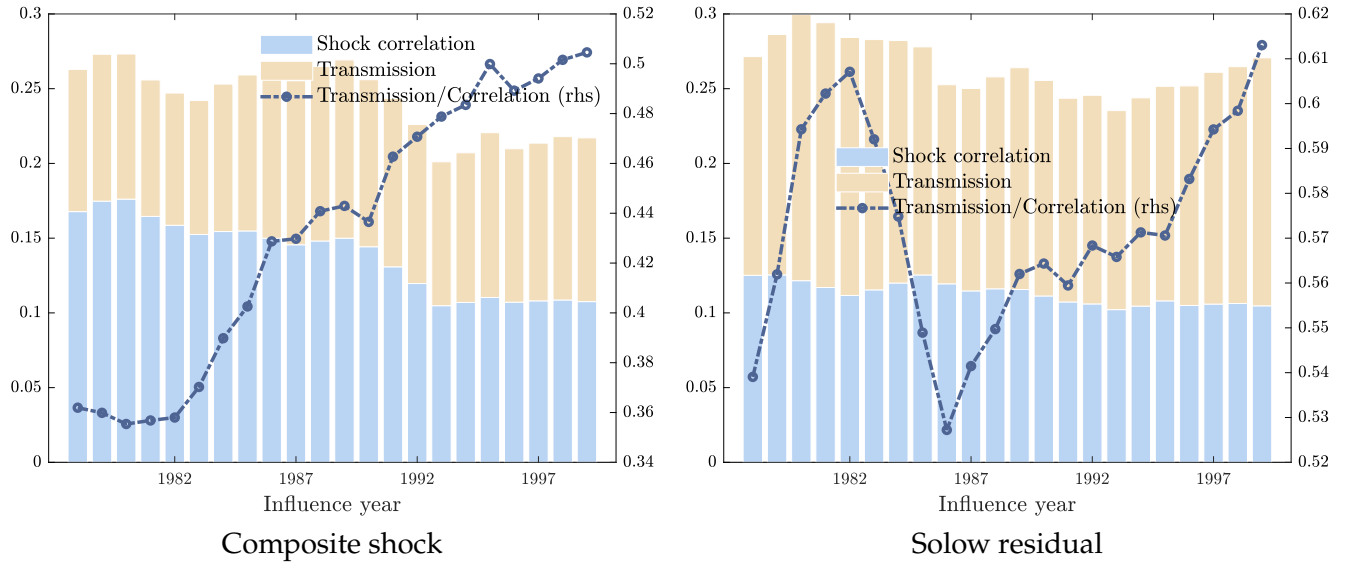 0.3
0.25
0.2
0.15
0.1
0.05
0
0.52
0.5
0.48
0.46
0.44
0.42
0.4
0.38
0.36
0.34
Shock correlation
Transmission
Transmission/Correlation (rhs)
1982 1987 1992 1997
Influence year
Composite shock
0.3
0.25
0.2
0.15
0.1
0.05
0
0.62
0.61
0.6
0.59
0.58
0.57
0.56
0.55
0.54
0.53
0.52
Shock correlation
Transmission
Transmission/Correlation (rhs)
1982 1987 1992 1997
Influence year
Solow residual